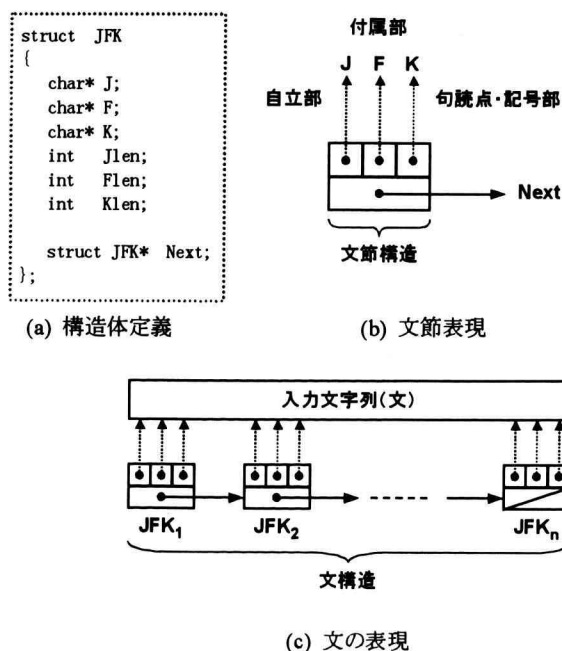 struct JFK
{
char* J;
char* F;
char* K;
int Jlen;
int Flen;
int Klen;
struct JFK* Next;
};
(a) 構造体定義
付属部
J F K
自立部
句読点・記号部
Next
文節構造
(b) 文節表現
入力文字列(文)
JFK1
JFK2
JFKn
文構造
(c) 文の表現